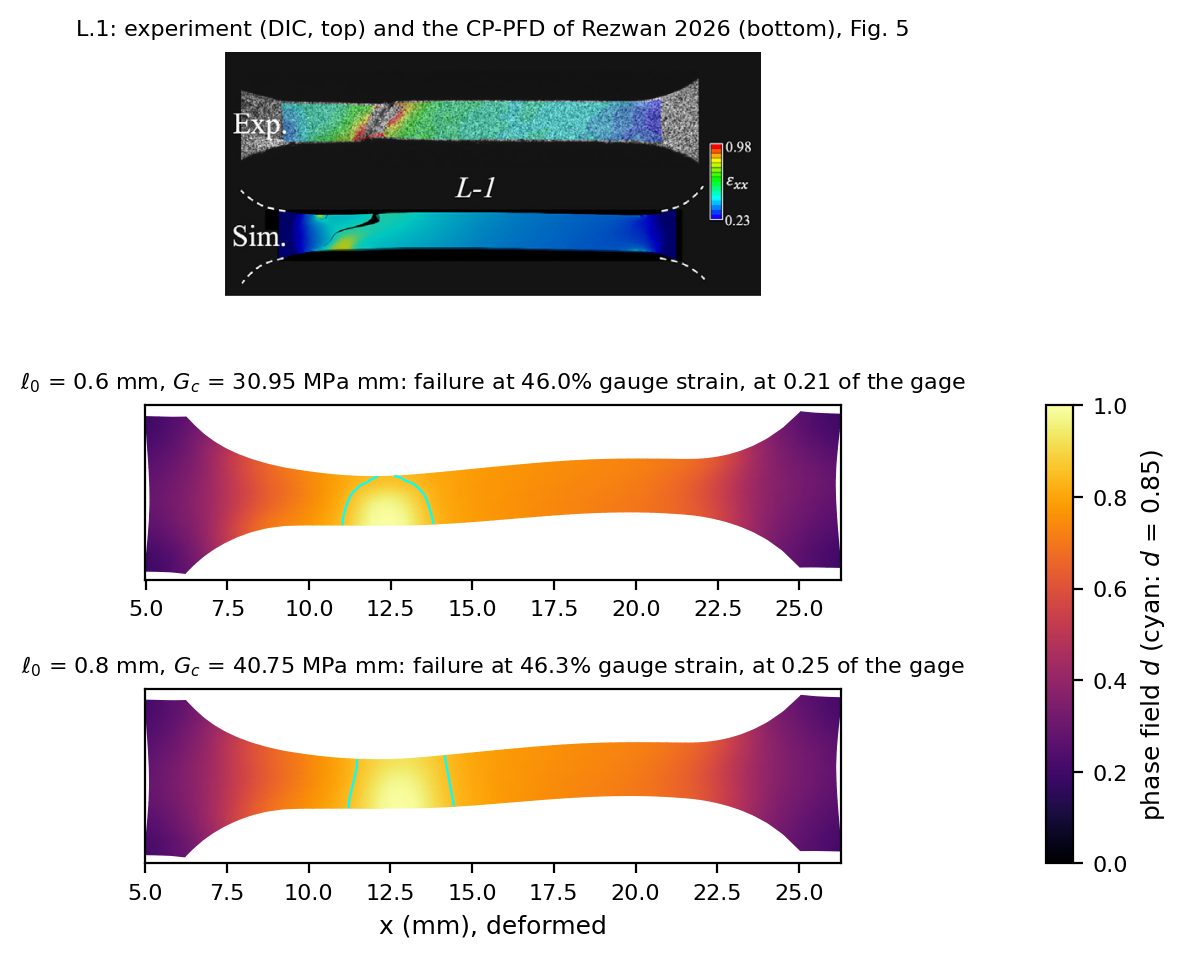 L.1: experiment (DIC, top) and the CP-PFD of Rezwan 2026 (bottom), Fig. 5
Exp.
0.98
εxx
0.23
L-1
Sim.
ℓ0 = 0.6 mm, Gc = 30.95 MPa mm: failure at 46.0% gauge strain, at 0.21 of the gage
5.0 7.5 10.0 12.5 15.0 17.5 20.0 22.5 25.0
ℓ0 = 0.8 mm, Gc = 40.75 MPa mm: failure at 46.3% gauge strain, at 0.25 of the gage
5.0 7.5 10.0 12.5 15.0 17.5 20.0 22.5 25.0
x (mm), deformed
1.0
0.8
0.6
0.4
0.2
0.0
phase field d (cyan: d = 0.85)